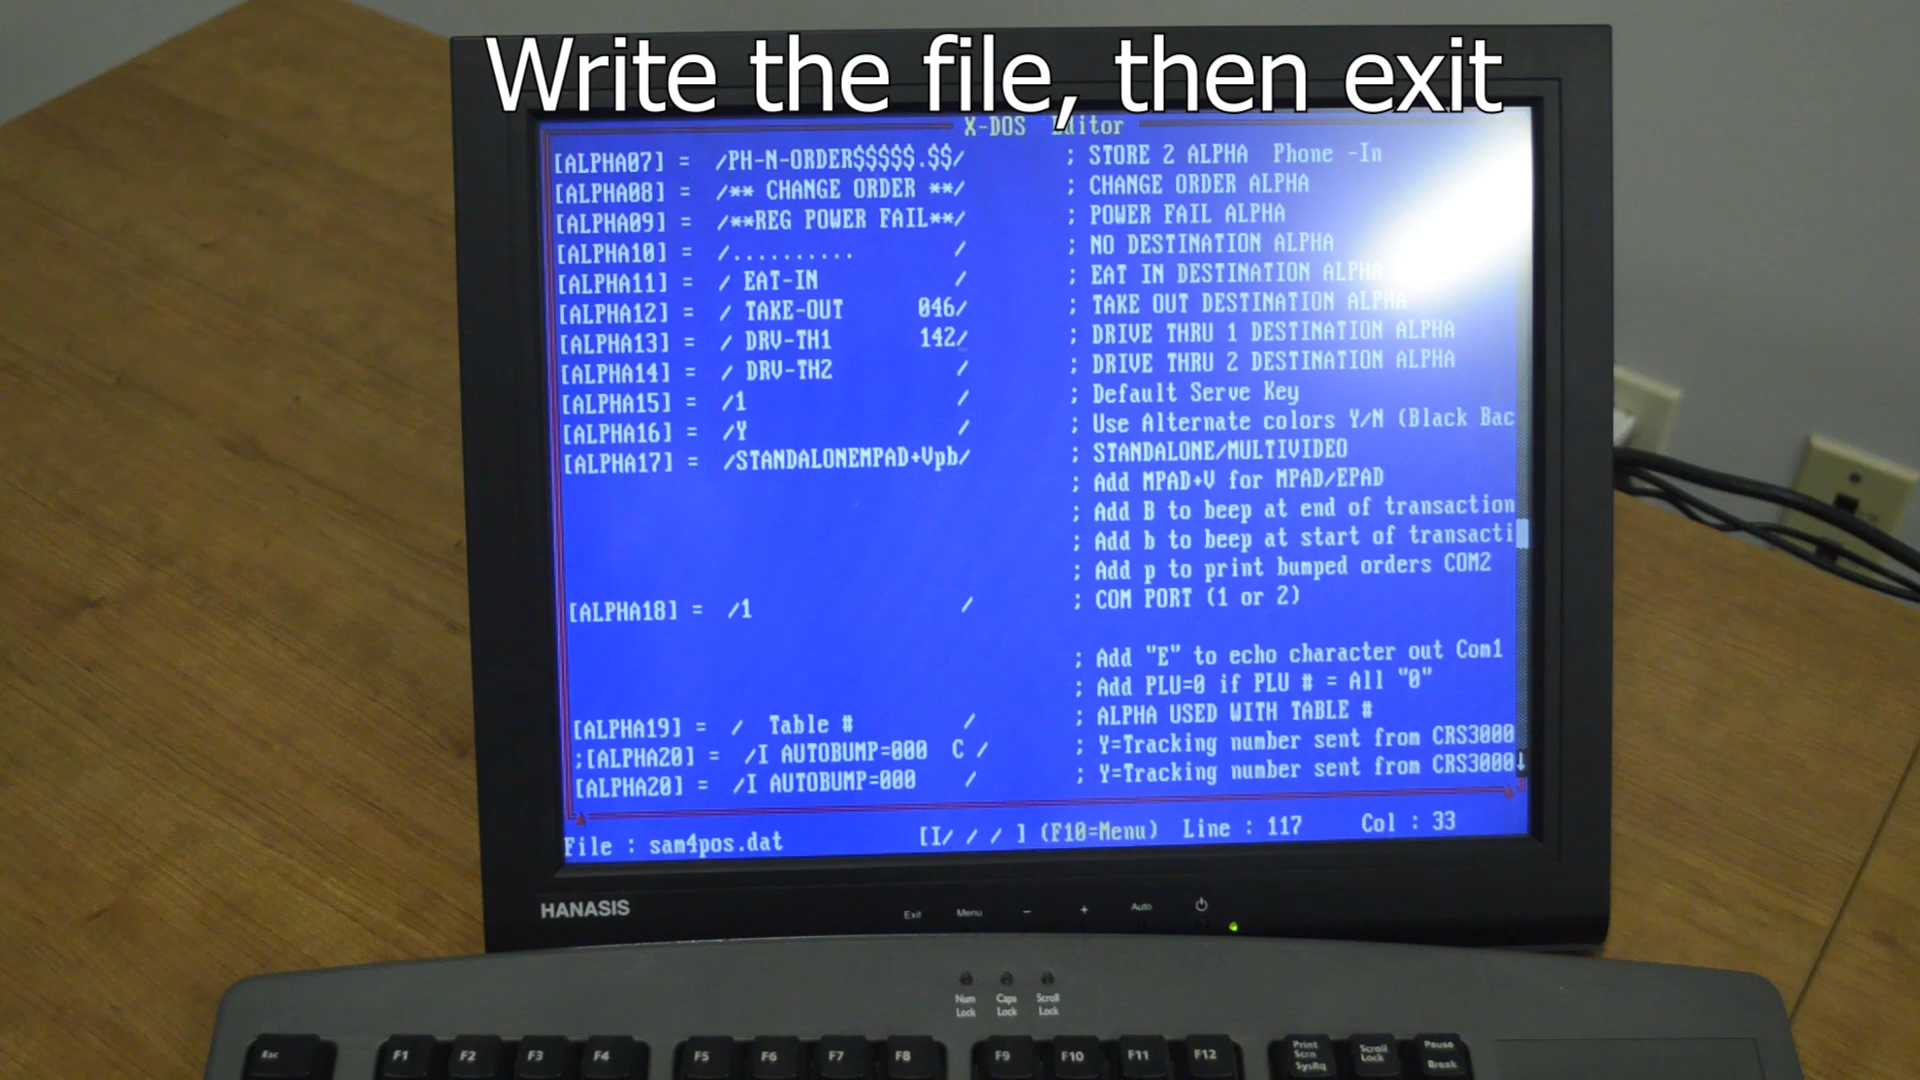 Write the file, then exit
X-DOS Editor
[ALPHA07] = /PH-N-ORDER$$$$$.$$/ ; STORE 2 ALPHA Phone -In
[ALPHA08] = /** CHANGE ORDER **/ ; CHANGE ORDER ALPHA
[ALPHA09] = /**REG POWER FAIL**/ ; POWER FAIL ALPHA
[ALPHA10] = /.......... / ; NO DESTINATION ALPHA
[ALPHA11] = / EAT-IN / ; EAT IN DESTINATION ALPHA
[ALPHA12] = / TAKE-OUT 046/ ; TAKE OUT DESTINATION ALPHA
[ALPHA13] = / DRV-TH1 142/ ; DRIVE THRU 1 DESTINATION ALPHA
[ALPHA14] = / DRV-TH2 / ; DRIVE THRU 2 DESTINATION ALPHA
[ALPHA15] = /1 / ; Default Serve Key
[ALPHA16] = /Y / ; Use Alternate colors Y/N (Black Bac
[ALPHA17] = /STANDALONEMPAD+Vpb/ ; STANDALONE/MULTIVIDEO
; Add MPAD+V for MPAD/EPAD
; Add B to beep at end of transaction
; Add b to beep at start of transacti
; Add p to print bumped orders COM2
[ALPHA18] = /1 / ; COM PORT (1 or 2)
; Add "E" to echo character out Com1
; Add PLU=0 if PLU # = All "0"
[ALPHA19] = / Table # / ; ALPHA USED WITH TABLE #
;[ALPHA20] = /I AUTOBUMP=000 C / ; Y=Tracking number sent from CRS3000
[ALPHA20] = /I AUTOBUMP=000 / ; Y=Tracking number sent from CRS3000
File : sam4pos.dat [I/ / / ] (F10=Menu) Line : 117 Col : 33
HANASIS
Exit Menu - + Auto
Num Lock Caps Lock Scroll Lock
Esc F1 F2 F3 F4 F5 F6 F7 F8 F9 F10 F11 F12 Print Scrn SysRq Scroll Lock Pause Break